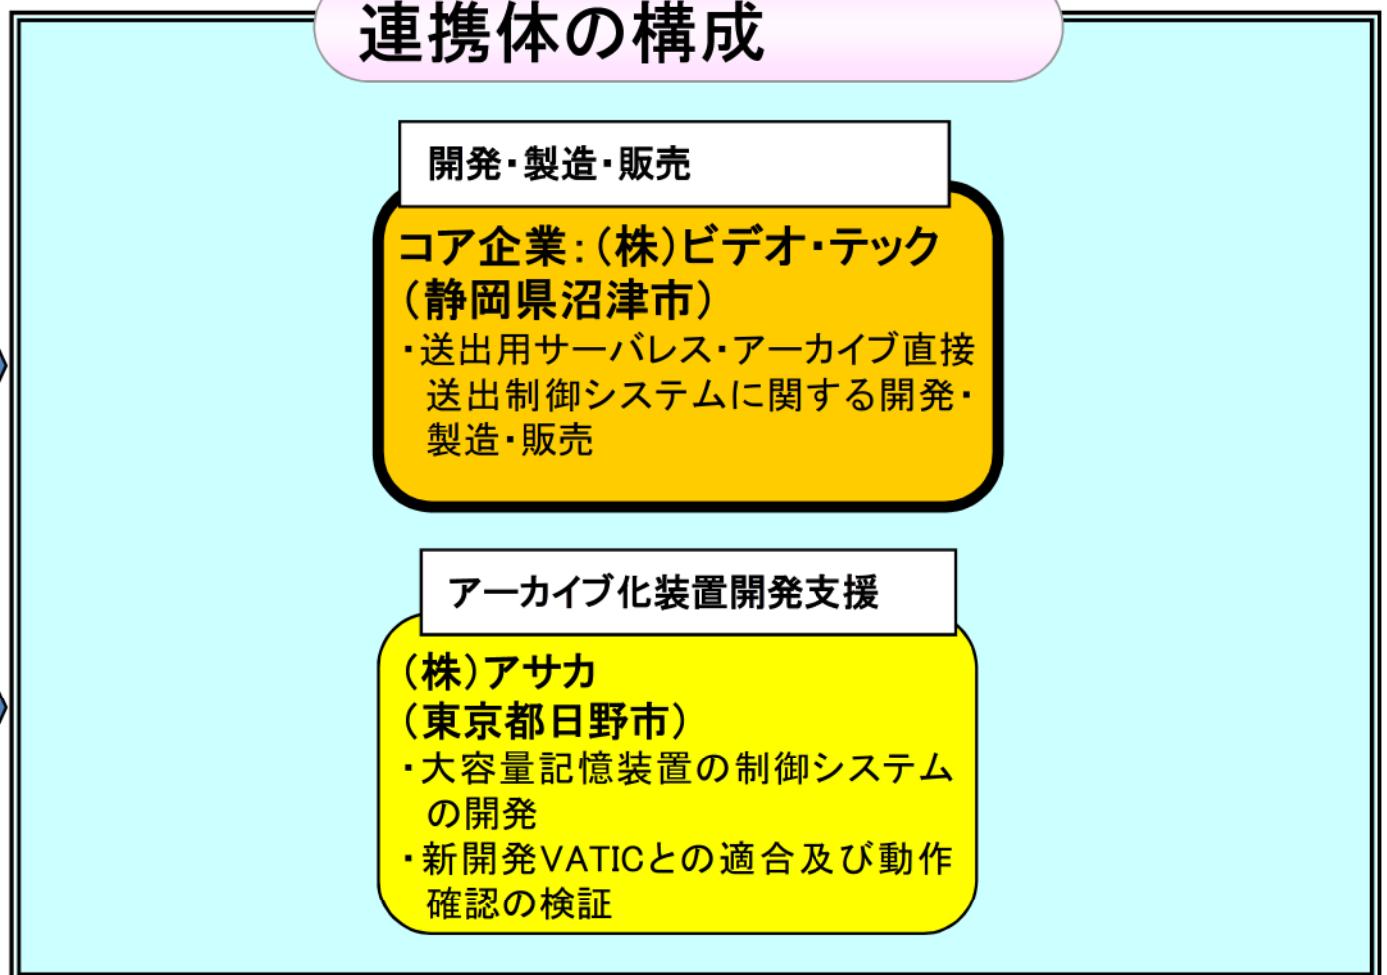 連携体の構成
開発・製造・販売
コア企業：（株）ビデオ・テック
（静岡県沼津市）
・送出用サーバレス・アーカイブ直接
送出制御システムに関する開発・
製造・販売
アーカイブ化装置開発支援
（株）アサカ
（東京都日野市）
・大容量記憶装置の制御システム
の開発
・新開発VATICとの適合及び動作
確認の検証